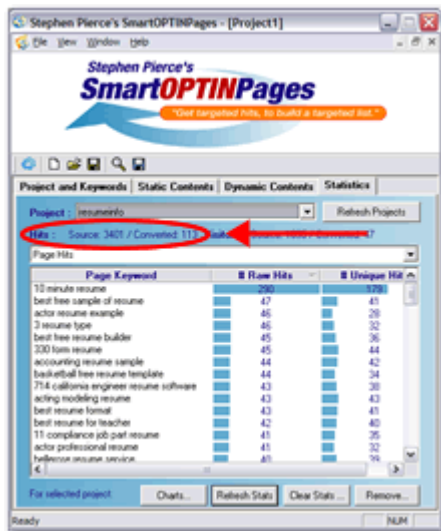 Stephen Pierce's SmartOPTINPages - [Project1]
File View Window Help
Stephen Pierce's
SmartOPTINPages
"Get targeted hits, to build a targeted list."
Project and Keywords Static Contents Dynamic Contents Statistics
Project : resumeinfo Refresh Projects
Hits : Source: 3401 / Converted: 113
Page Hits
Page Keyword # Raw Hits # Unique Hit
10 minute resume 290 179
best free sample of resume 47 41
actor resume example 46 28
3 resume type 46 32
best free resume builder 45 36
330 form resume 45 44
accounting resume sample 44 42
basketball free resume template 44 34
714 california engineer resume software 43 38
acting modeling resume 43 43
best resume format 43 41
best resume for teacher 42 40
11 compliance job part resume 41 35
actor professional resume 41 32
bellerose resume service
For selected project: Charts... Refresh Stats Clear Stats ... Remove...
Ready NUM